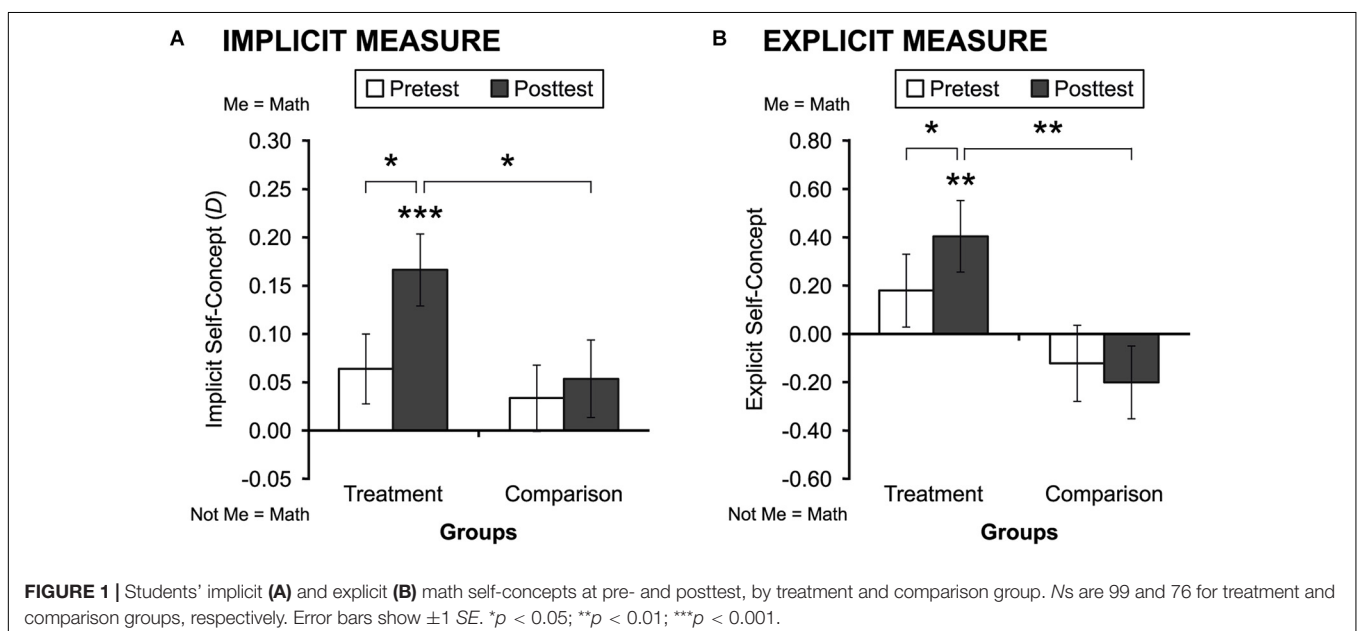 A IMPLICIT MEASURE
Pretest Posttest
Me = Math
0.30
0.25
0.20
0.15
0.10
0.05
0.00
-0.05
Implicit Self-Concept (D)
* *
***
Treatment Comparison
Not Me = Math
Groups
B EXPLICIT MEASURE
Pretest Posttest
Me = Math
0.80
0.60
0.40
0.20
0.00
-0.20
-0.40
-0.60
Explicit Self-Concept
* **
**
Treatment Comparison
Not Me = Math
Groups
FIGURE 1 | Students’ implicit (A) and explicit (B) math self-concepts at pre- and posttest, by treatment and comparison group. Ns are 99 and 76 for treatment and
comparison groups, respectively. Error bars show ±1 SE. *p < 0.05; **p < 0.01; ***p < 0.001.